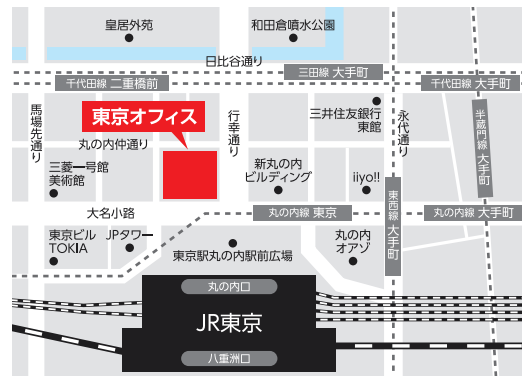 皇居外苑
和田倉噴水公園
日比谷通り
三田線 大手町
千代田線 二重橋前
千代田線 大手町
馬場先通り
東京オフィス
行幸通り
三井住友銀行
東館
永代通り
半蔵門線 大手町
丸の内仲通り
三菱一号館
美術館
新丸の内
ビルディング
iiyo!!
東西線 大手町
大名小路
丸の内線 東京
丸の内線 大手町
東京ビル
TOKIA
JPタワー
東京駅丸の内駅前広場
丸の内
オアゾ
丸の内口
JR東京
八重洲口